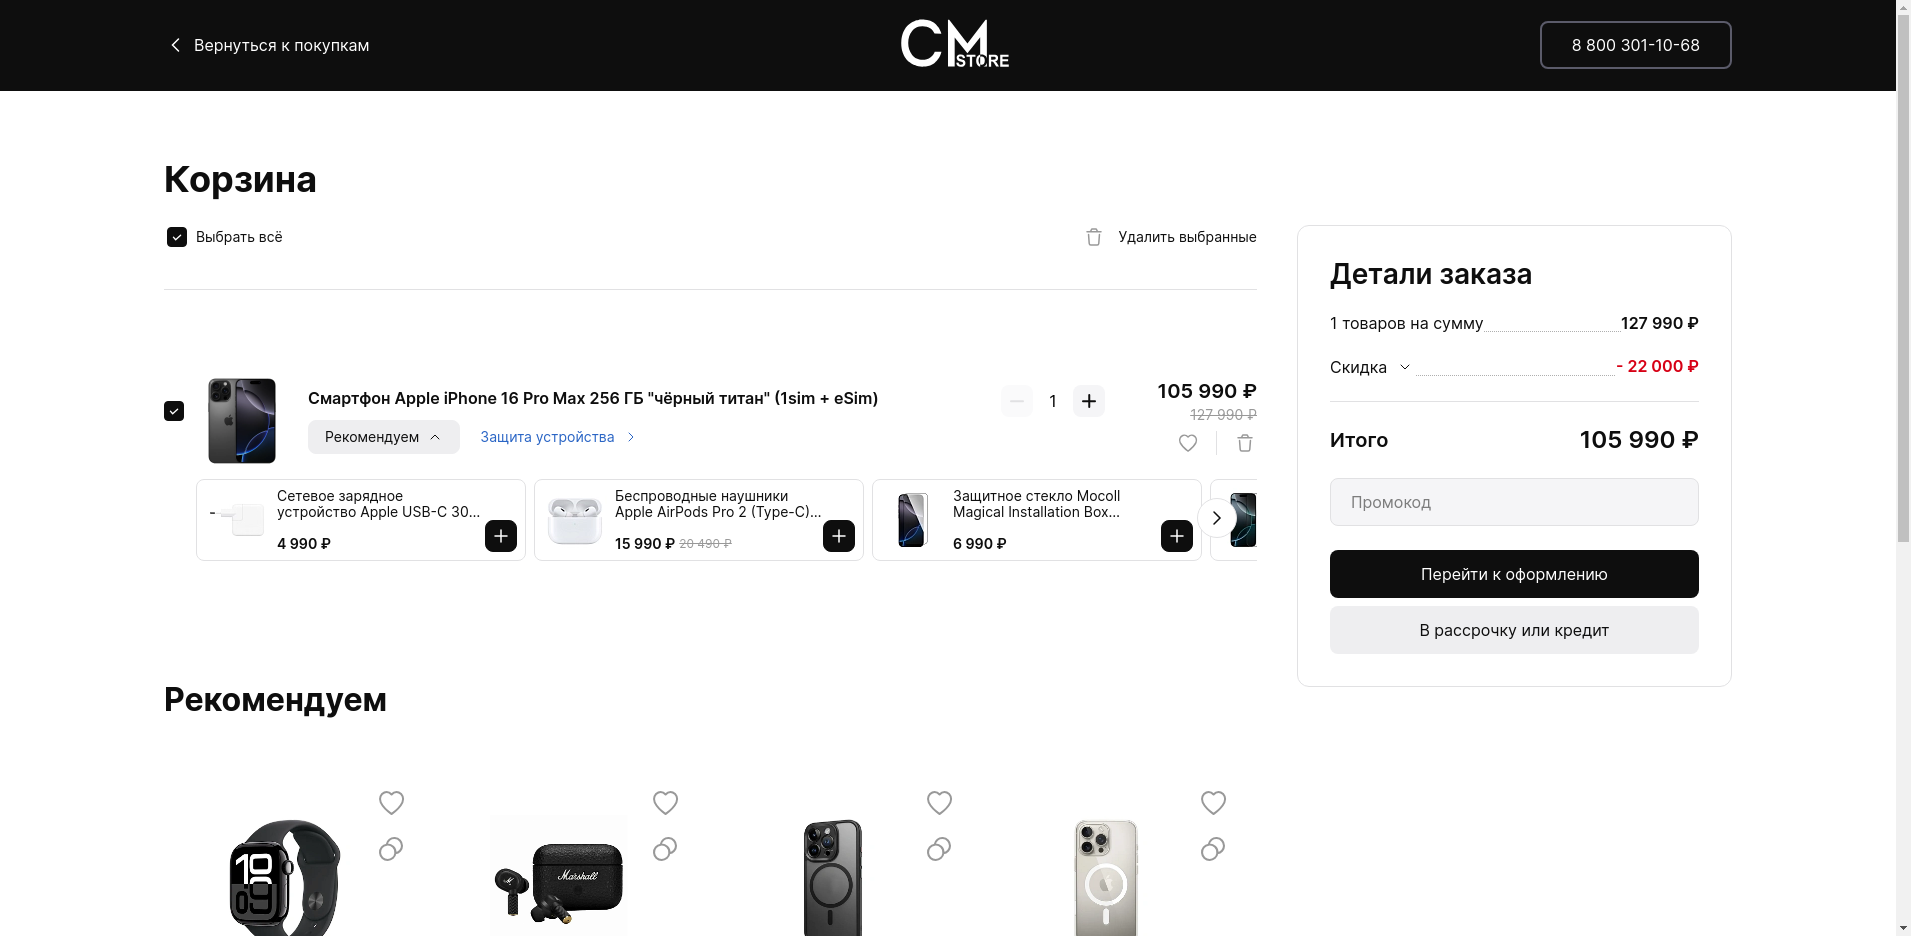 Вернуться к покупкам
CM STORE
8 800 301-10-68
Корзина
Выбрать всё
Удалить выбранные
Смартфон Apple iPhone 16 Pro Max 256 ГБ "чёрный титан" (1sim + eSim)
1
105 990 ₽
127 990 ₽
Рекомендуем
Защита устройства
Сетевое зарядное
устройство Apple USB-C 30...
4 990 ₽
Беспроводные наушники
Apple AirPods Pro 2 (Type-C)...
15 990 ₽ 20 490 ₽
Защитное стекло Mocoll
Magical Installation Box...
6 990 ₽
Детали заказа
1 товаров на сумму 127 990 ₽
Скидка - 22 000 ₽
Итого 105 990 ₽
Промокод
Перейти к оформлению
В рассрочку или кредит
Рекомендуем
10
09
Marshall